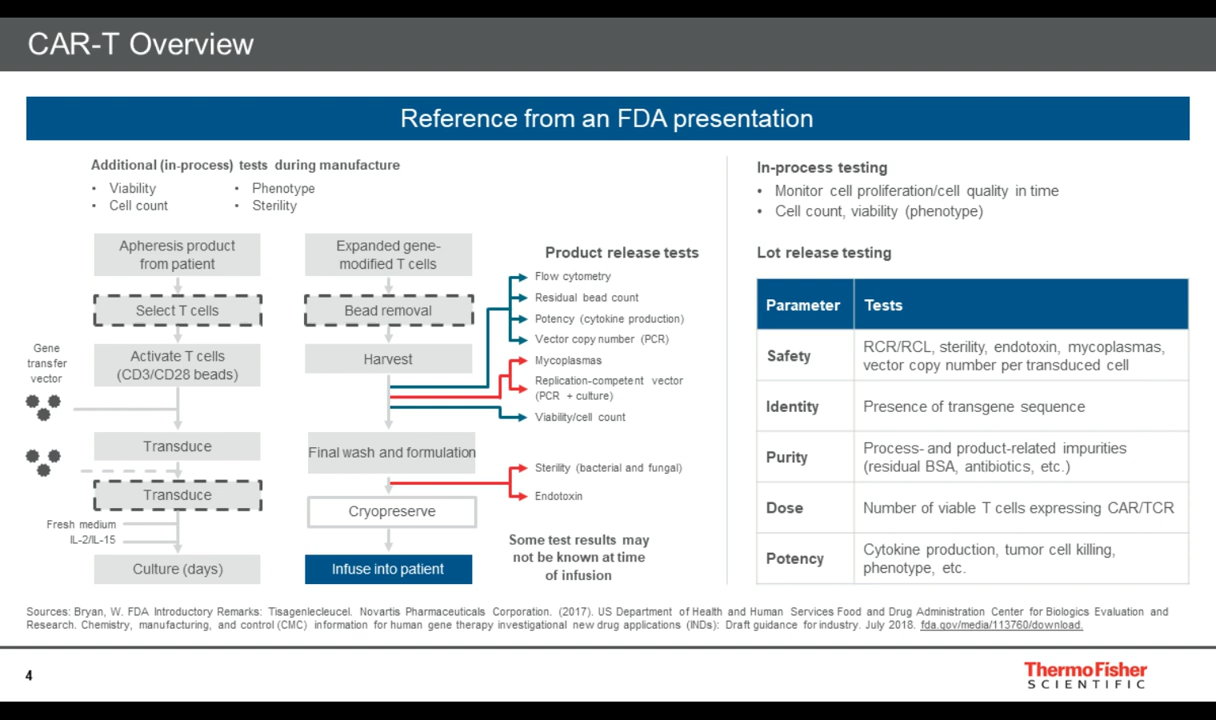 CAR-T Overview
Reference from an FDA presentation
Additional (in-process) tests during manufacture
• Viability
• Cell count
• Phenotype
• Sterility
Apheresis product
from patient
Select T cells
Activate T cells
(CD3/CD28 beads)
Gene
transfer
vector
Transduce
Transduce
Fresh medium
IL-2/IL-15
Culture (days)
Expanded gene-
modified T cells
Bead removal
Harvest
Final wash and formulation
Cryopreserve
Infuse into patient
Product release tests
Flow cytometry
Residual bead count
Potency (cytokine production)
Vector copy number (PCR)
Mycoplasmas
Replication-competent vector
(PCR + culture)
Viability/cell count
Sterility (bacterial and fungal)
Endotoxin
Some test results may
not be known at time
of infusion
In-process testing
• Monitor cell proliferation/cell quality in time
• Cell count, viability (phenotype)
Lot release testing
Parameter Tests
Safety RCR/RCL, sterility, endotoxin, mycoplasmas,
vector copy number per transduced cell
Identity Presence of transgene sequence
Purity Process- and product-related impurities
(residual BSA, antibiotics, etc.)
Dose Number of viable T cells expressing CAR/TCR
Potency Cytokine production, tumor cell killing,
phenotype, etc.
Sources: Bryan, W. FDA Introductory Remarks: Tisagenlecleucel. Novartis Pharmaceuticals Corporation. (2017). US Department of Health and Human Services Food and Drug Administration Center for Biologics Evaluation and
Research. Chemistry, manufacturing, and control (CMC) information for human gene therapy investigational new drug applications (INDs): Draft guidance for industry. July 2018. fda.gov/media/113760/download.
4
ThermoFisher
SCIENTIFIC